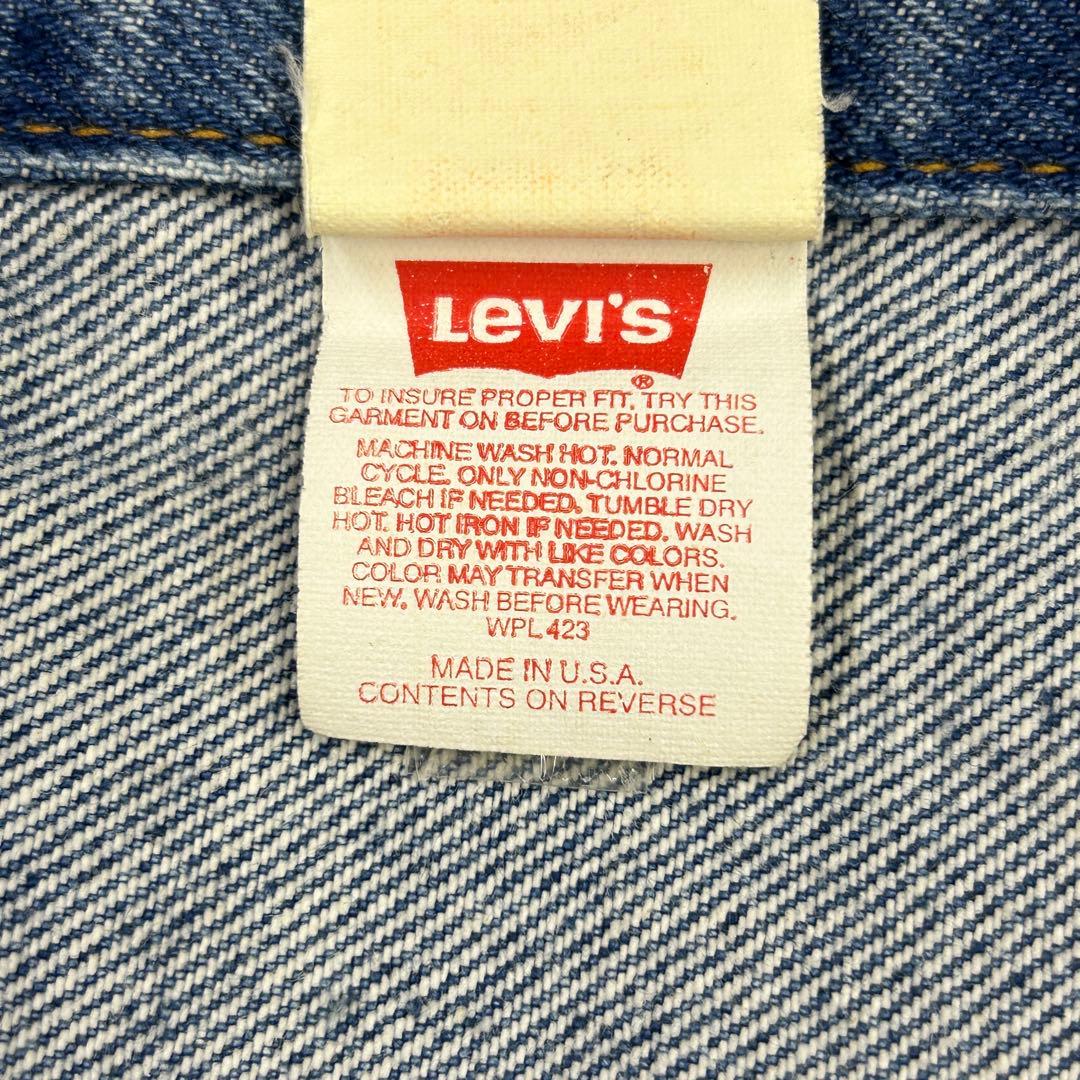 LeVI'S
®
TO INSURE PROPER FIT, TRY THIS
GARMENT ON BEFORE PURCHASE.
MACHINE WASH HOT. NORMAL
CYCLE. ONLY NON-CHLORINE
BLEACH IF NEEDED. TUMBLE DRY
HOT. HOT IRON IF NEEDED. WASH
AND DRY WITH LIKE COLORS.
COLOR MAY TRANSFER WHEN
NEW. WASH BEFORE WEARING.
WPL 423
MADE IN U.S.A.
CONTENTS ON REVERSE